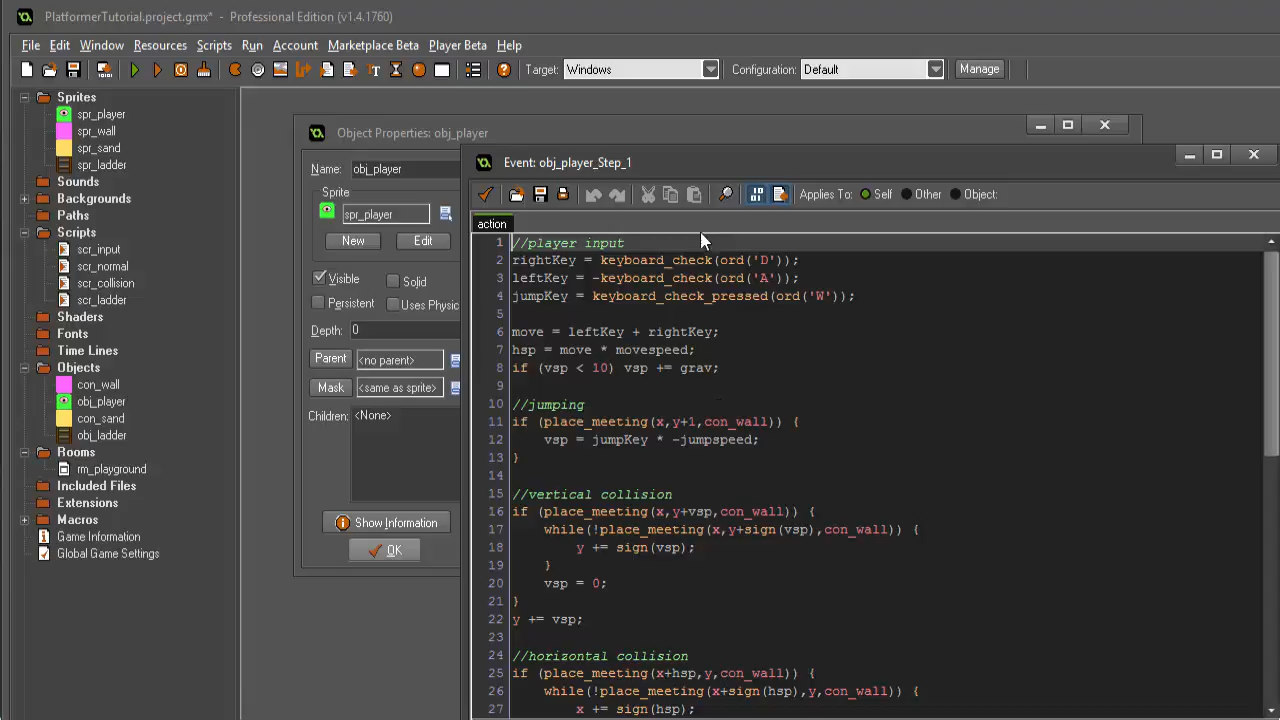 PlatformerTutorial.project.gmx* - Professional Edition (v1.4.1760)
File Edit Window Resources Scripts Run Account Marketplace Beta Player Beta Help
Target: Windows Configuration: Default Manage
Sprites
spr_player
spr_wall
spr_sand
spr_ladder
Sounds
Backgrounds
Paths
Scripts
scr_input
scr_normal
scr_collision
scr_ladder
Shaders
Fonts
Time Lines
Objects
con_wall
obj_player
con_sand
obj_ladder
Rooms
rm_playground
Included Files
Extensions
Macros
Game Information
Global Game Settings
Object Properties: obj_player
Name: obj_player
Sprite
spr_player
New Edit
Visible Solid
Persistent Uses Physic
Depth: 0
Parent <no parent>
Mask <same as sprite>
Children: <None>
Show Information
OK
Event: obj_player_Step_1
Applies To: Self Other Object:
action
1 //player input
2 rightKey = keyboard_check(ord('D'));
3 leftKey = -keyboard_check(ord('A'));
4 jumpKey = keyboard_check_pressed(ord('W'));
5
6 move = leftKey + rightKey;
7 hsp = move * movespeed;
8 if (vsp < 10) vsp += grav;
9
10 //jumping
11 if (place_meeting(x,y+1,con_wall)) {
12 vsp = jumpKey * -jumpspeed;
13 }
14
15 //vertical collision
16 if (place_meeting(x,y+vsp,con_wall)) {
17 while(!place_meeting(x,y+sign(vsp),con_wall)) {
18 y += sign(vsp);
19 }
20 vsp = 0;
21 }
22 y += vsp;
23
24 //horizontal collision
25 if (place_meeting(x+hsp,y,con_wall)) {
26 while(!place_meeting(x+sign(hsp),y,con_wall)) {
27 x += sign(hsp);